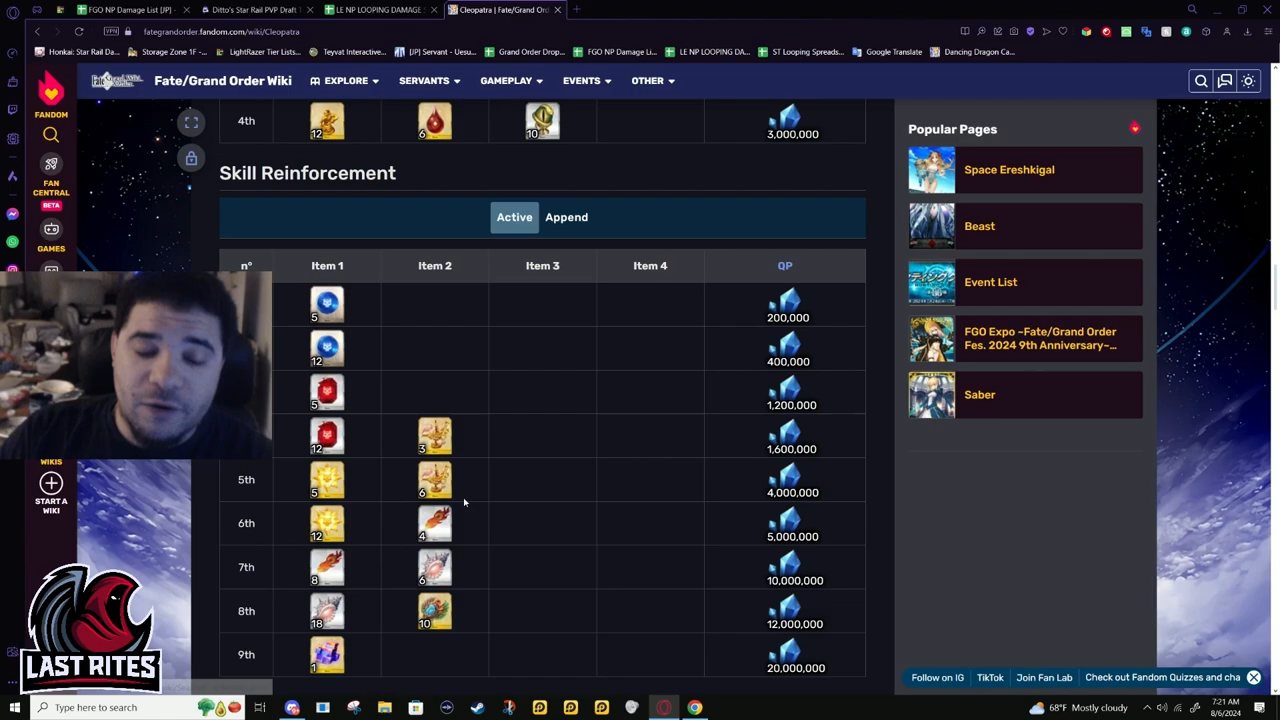 FGO NP Damage List [JP] -
Ditto's Star Rail PVP Draft T
LE NP LOOPING DAMAGE
Cleopatra | Fate/Grand Ord
VPN
fategrandorder.fandom.com/wiki/Cleopatra
Honkai: Star Rail Da...
Storage Zone 1F -...
LightRazer Tier Lists...
Teyvat Interactive...
[JP] Servant - Uesu...
Grand Order Drop...
FGO NP Damage Li...
LE NP LOOPING DA...
ST Looping Spreads...
Google Translate
Dancing Dragon Ca...
Fate/Grand Order Wiki
EXPLORE
SERVANTS
GAMEPLAY
EVENTS
OTHER
FANDOM
FAN
CENTRAL
BETA
GAMES
WIKIS
START A
WIKI
4th 12 6 10 3,000,000
Skill Reinforcement
Active Append
n° Item 1 Item 2 Item 3 Item 4 QP
5 200,000
12 400,000
5 1,200,000
12 3 1,600,000
5th 5 6 4,000,000
6th 12 4 5,000,000
7th 8 6 10,000,000
8th 18 10 12,000,000
9th 1 20,000,000
Popular Pages
Space Ereshkigal
Beast
Event List
FGO Expo ~Fate/Grand Order
Fes. 2024 9th Anniversary~...
Saber
LAST RITES
Follow on IG
TikTok
Join Fan Lab
Check out Fandom Quizzes and cha
Type here to search
68°F Mostly cloudy
7:21 AM
8/6/2024